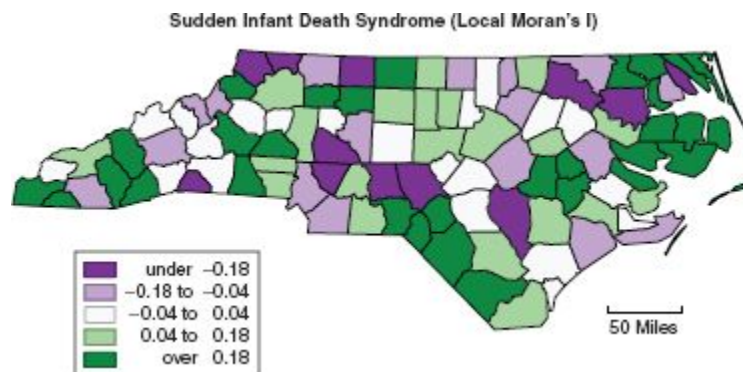 Sudden Infant Death Syndrome (Local Moran's I)
under −0.18
−0.18 to −0.04
−0.04 to 0.04
0.04 to 0.18
over 0.18
50 Miles